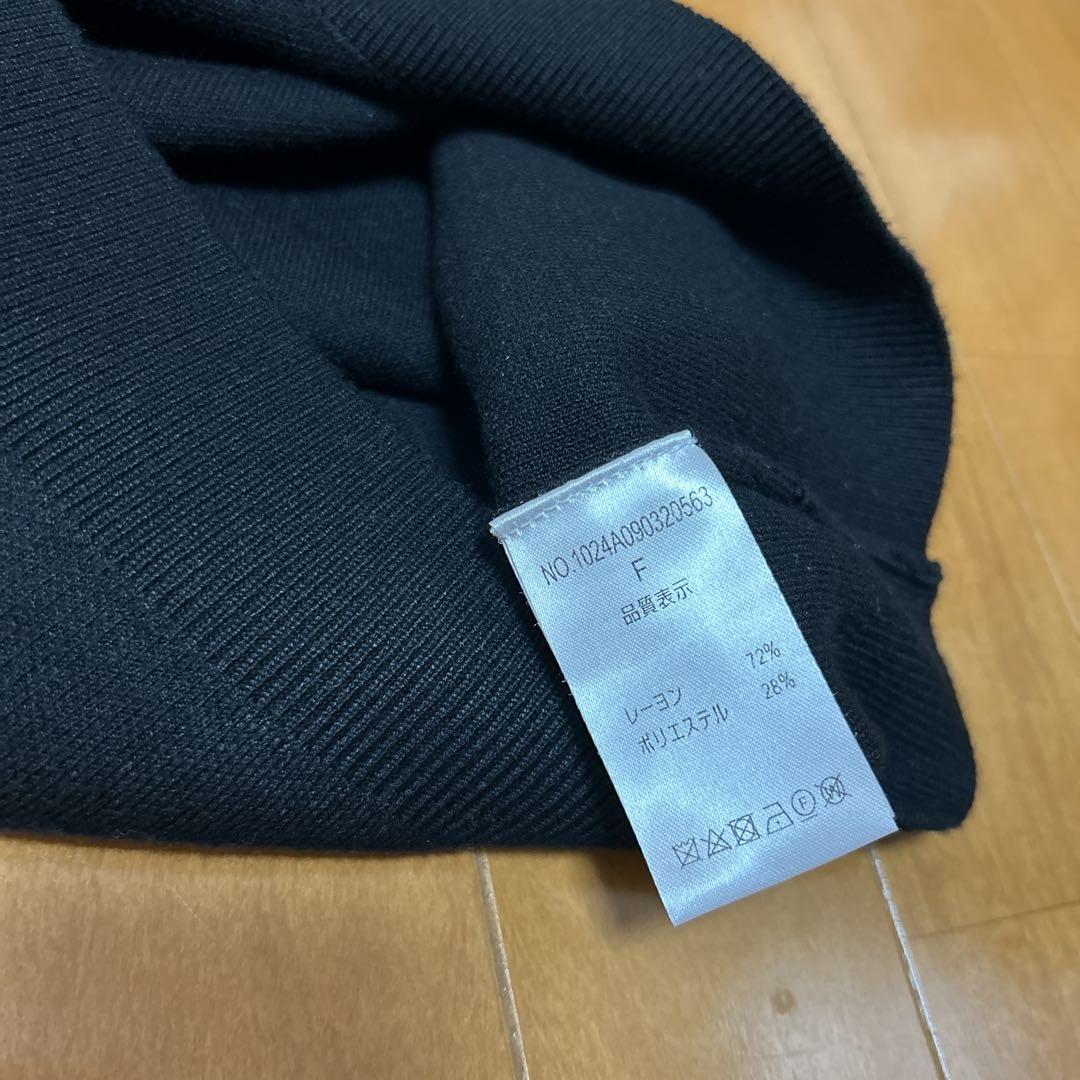 NO.1024A090320563
F
品質表示
レーヨン 72%
ポリエステル 28%
F W